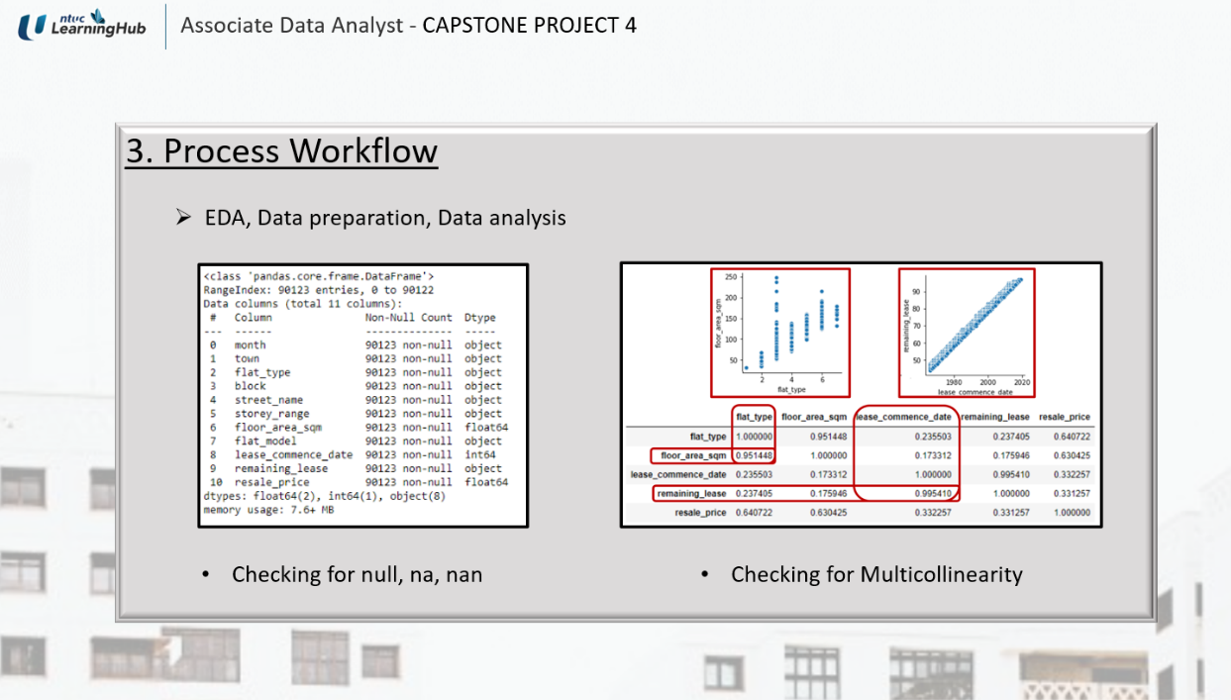 ntuc
LearningHub
Associate Data Analyst - CAPSTONE PROJECT 4
3. Process Workflow
➢ EDA, Data preparation, Data analysis
<class 'pandas.core.frame.DataFrame'>
RangeIndex: 90123 entries, 0 to 90122
Data columns (total 11 columns):
# Column Non-Null Count Dtype
--- ------ -------------- -----
0 month 90123 non-null object
1 town 90123 non-null object
2 flat_type 90123 non-null object
3 block 90123 non-null object
4 street_name 90123 non-null object
5 storey_range 90123 non-null object
6 floor_area_sqm 90123 non-null float64
7 flat_model 90123 non-null object
8 lease_commence_date 90123 non-null int64
9 remaining_lease 90123 non-null object
10 resale_price 90123 non-null float64
dtypes: float64(2), int64(1), object(8)
memory usage: 7.6+ MB
• Checking for null, na, nan
250
200
150
100
50
floor_area_sqm
2 4 6
flat_type
90
80
70
60
50
remaining_lease
1980 2000 2020
lease_commence_date
flat_type floor_area_sqm lease_commence_date remaining_lease resale_price
flat_type 1.000000 0.951448 0.235503 0.237405 0.640722
floor_area_sqm 0.951448 1.000000 0.173312 0.175946 0.630425
lease_commence_date 0.235503 0.173312 1.000000 0.995410 0.332257
remaining_lease 0.237405 0.175946 0.995410 1.000000 0.331257
resale_price 0.640722 0.630425 0.332257 0.331257 1.000000
• Checking for Multicollinearity